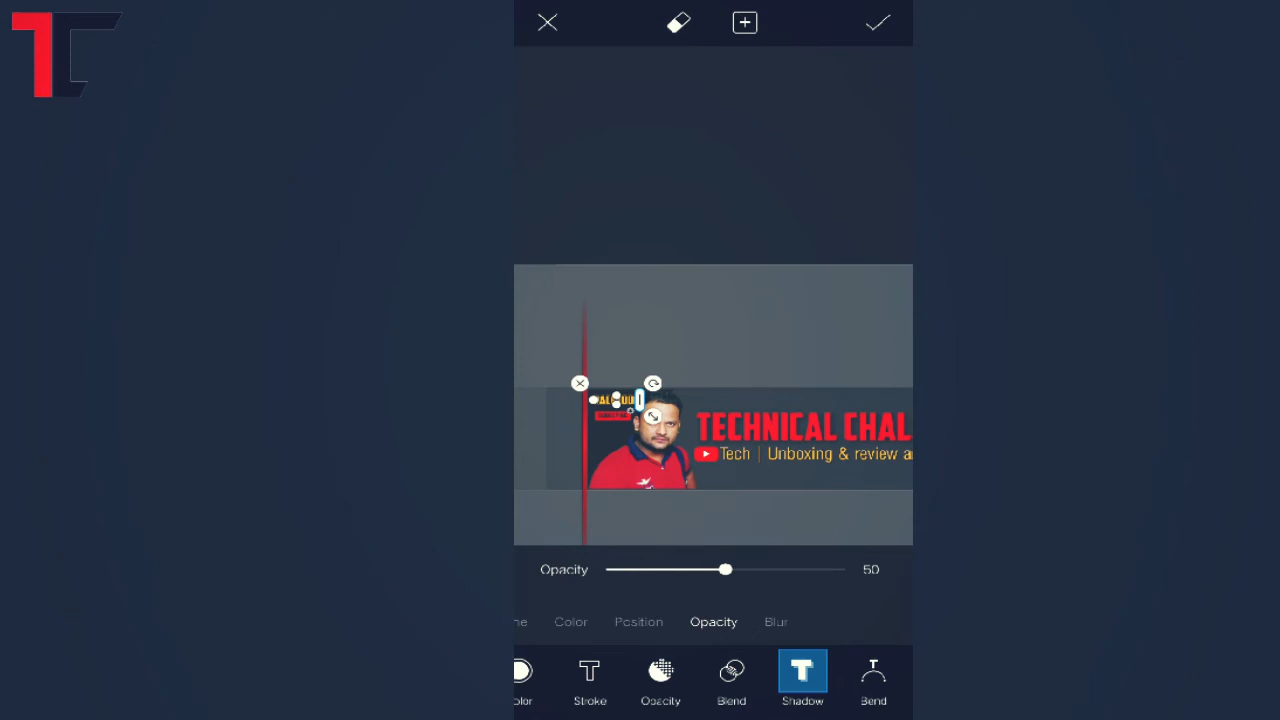 TECHNICAL CHAL
Tech | Unboxing & review a
Opacity 50
Color Position Opacity Blur
Stroke Opacity Blend Shadow Bend